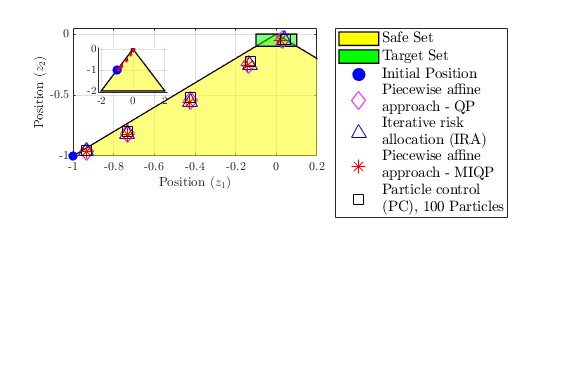 0
-0.5
-1
Position (z₂)
0
-1
-2
-2
0
2
-1
-0.8
-0.6
-0.4
-0.2
0
0.2
Position (z₁)
Safe Set
Target Set
Initial Position
Piecewise affine
approach - QP
Iterative risk
allocation (IRA)
Piecewise affine
approach - MIQP
Particle control
(PC), 100 Particles